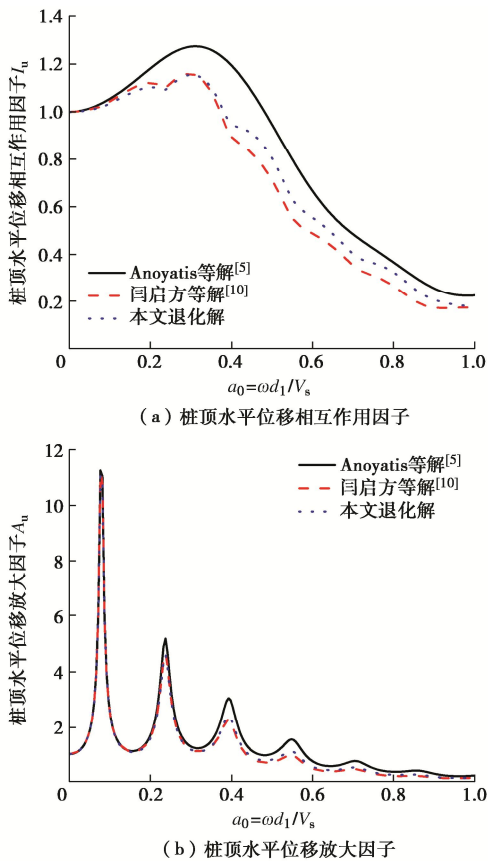 1.4
1.2
1.0
0.8
0.6
0.4
0.2
桩顶水平位移相互作用因子Iu
Anoyatis等解[5]
闫启方等解[10]
本文退化解
0 0.2 0.4 0.6 0.8 1.0
a0=ωd1/Vs
(a)桩顶水平位移相互作用因子
12
10
8
6
4
2
桩顶水平位移放大因子Au
Anoyatis等解[5]
闫启方等解[10]
本文退化解
0 0.2 0.4 0.6 0.8 1.0
a0=ωd1/Vs
(b)桩顶水平位移放大因子